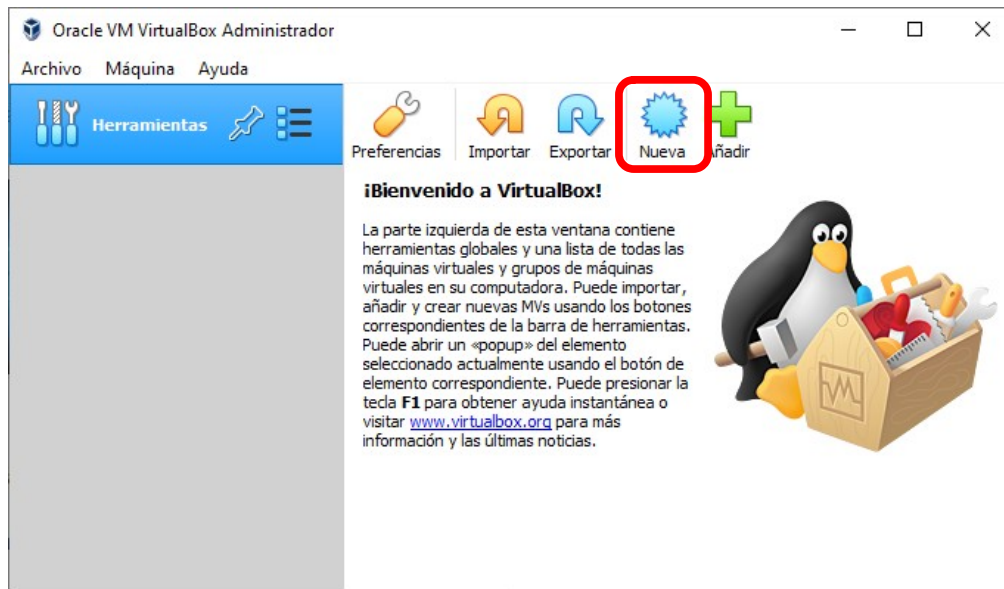 Oracle VM VirtualBox Administrador
Archivo Máquina Ayuda
Herramientas
Preferencias Importar Exportar Nueva Añadir
¡Bienvenido a VirtualBox!
La parte izquierda de esta ventana contiene
herramientas globales y una lista de todas las
máquinas virtuales y grupos de máquinas
virtuales en su computadora. Puede importar,
añadir y crear nuevas MVs usando los botones
correspondientes de la barra de herramientas.
Puede abrir un «popup» del elemento
seleccionado actualmente usando el botón de
elemento correspondiente. Puede presionar la
tecla F1 para obtener ayuda instantánea o
visitar www.virtualbox.org para más
información y las últimas noticias.